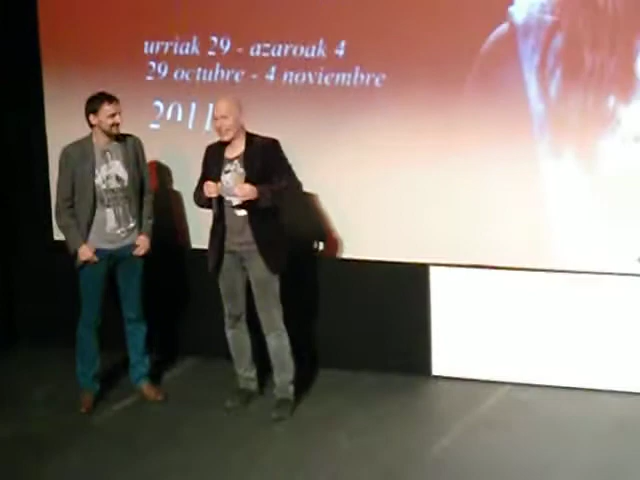 urriak 29 - azaroak 4
29 octubre - 4 noviembre
2011